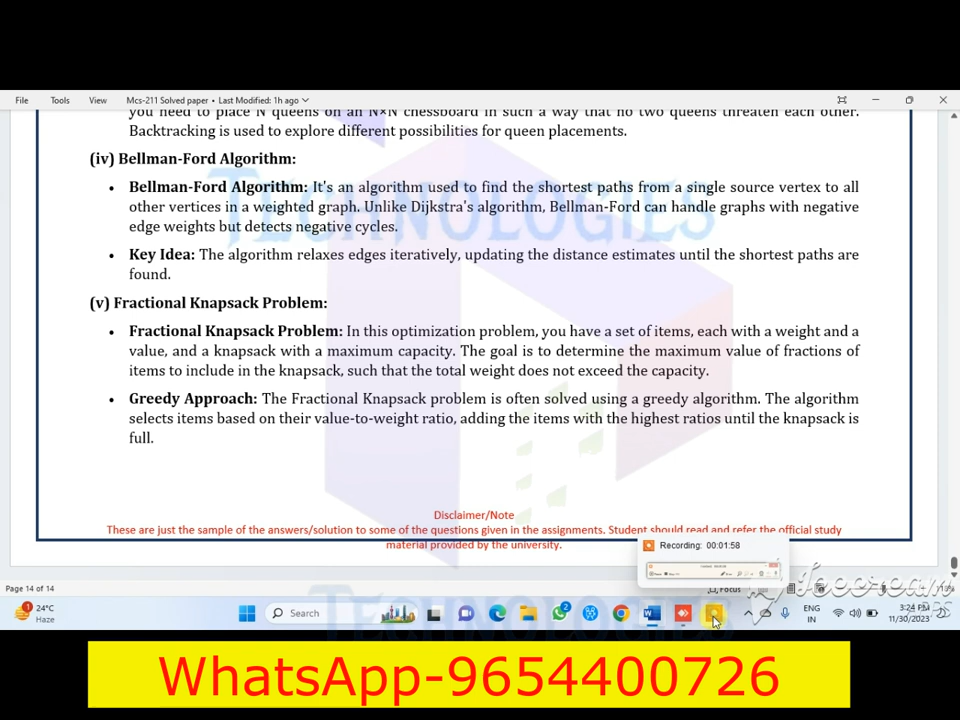 File Tools View Mcs-211 Solved paper • Last Modified: 1h ago
you need to place N queens on an N×N chessboard in such a way that no two queens threaten each other.
Backtracking is used to explore different possibilities for queen placements.
(iv) Bellman-Ford Algorithm:
• Bellman-Ford Algorithm: It's an algorithm used to find the shortest paths from a single source vertex to all
other vertices in a weighted graph. Unlike Dijkstra's algorithm, Bellman-Ford can handle graphs with negative
edge weights but detects negative cycles.
• Key Idea: The algorithm relaxes edges iteratively, updating the distance estimates until the shortest paths are
found.
(v) Fractional Knapsack Problem:
• Fractional Knapsack Problem: In this optimization problem, you have a set of items, each with a weight and a
value, and a knapsack with a maximum capacity. The goal is to determine the maximum value of fractions of
items to include in the knapsack, such that the total weight does not exceed the capacity.
• Greedy Approach: The Fractional Knapsack problem is often solved using a greedy algorithm. The algorithm
selects items based on their value-to-weight ratio, adding the items with the highest ratios until the knapsack is
full.
TECHNOLOGIES
Disclaimer/Note
These are just the sample of the answers/solution to some of the questions given in the assignments. Student should read and refer the official study
material provided by the university.
Recording: 00:01:58
Page 14 of 14
Focus
TECHNOLOGIES
24°C
Haze
Search
2
ENG
IN
3:24 PM
11/30/2023
WhatsApp-9654400726